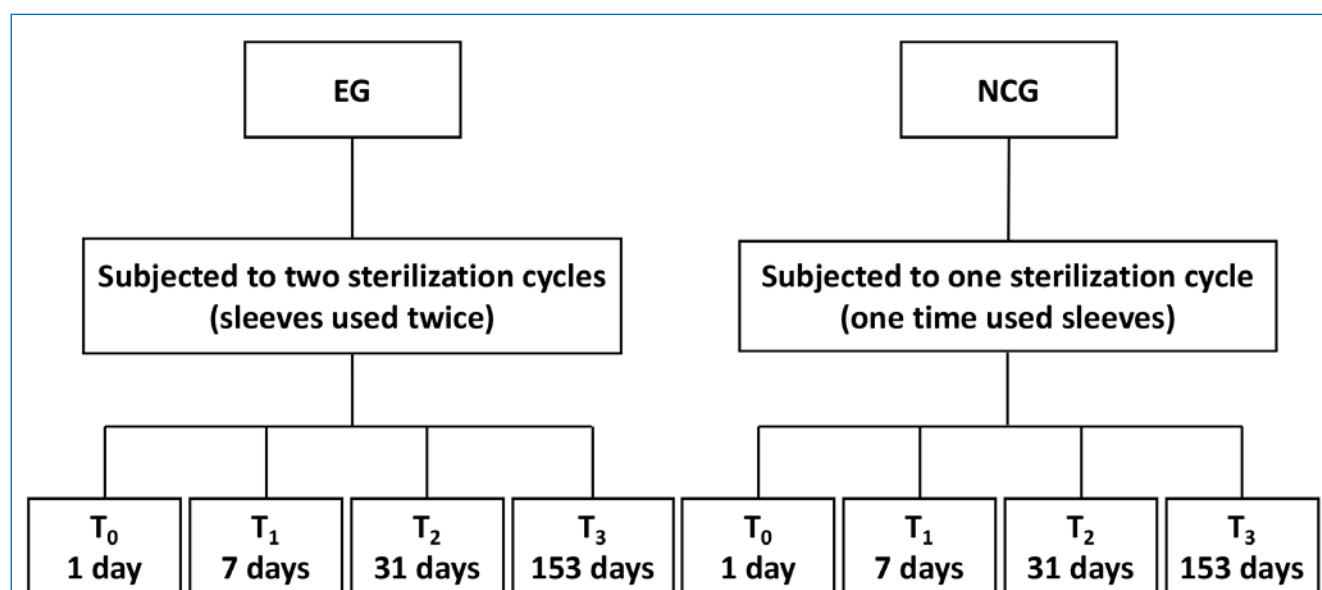 EG
NCG
Subjected to two sterilization cycles
(sleeves used twice)
Subjected to one sterilization cycle
(one time used sleeves)
T₀
1 day
T₁
7 days
T₂
31 days
T₃
153 days
T₀
1 day
T₁
7 days
T₂
31 days
T₃
153 days